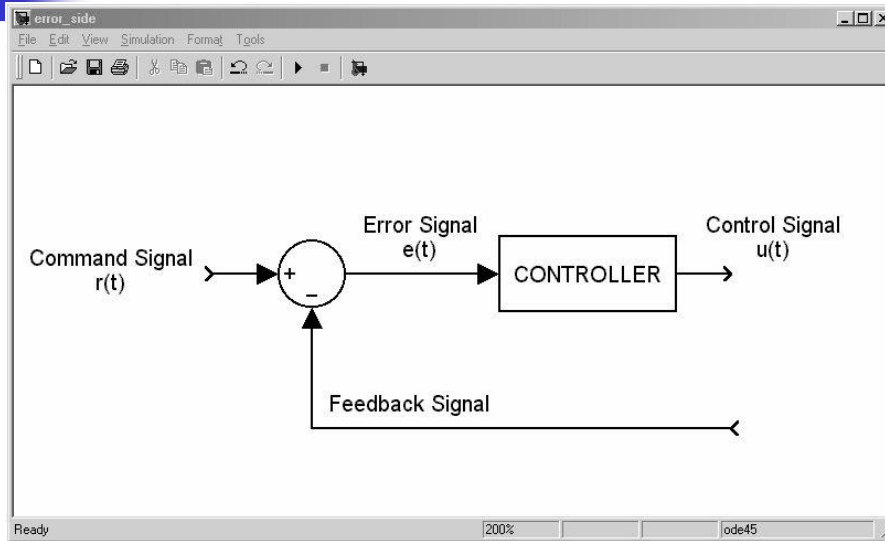 error_side
File Edit View Simulation Format Tools
Error Signal
e(t)
Control Signal
u(t)
Command Signal
r(t)
+
−
CONTROLLER
Feedback Signal
Ready 200% ode45